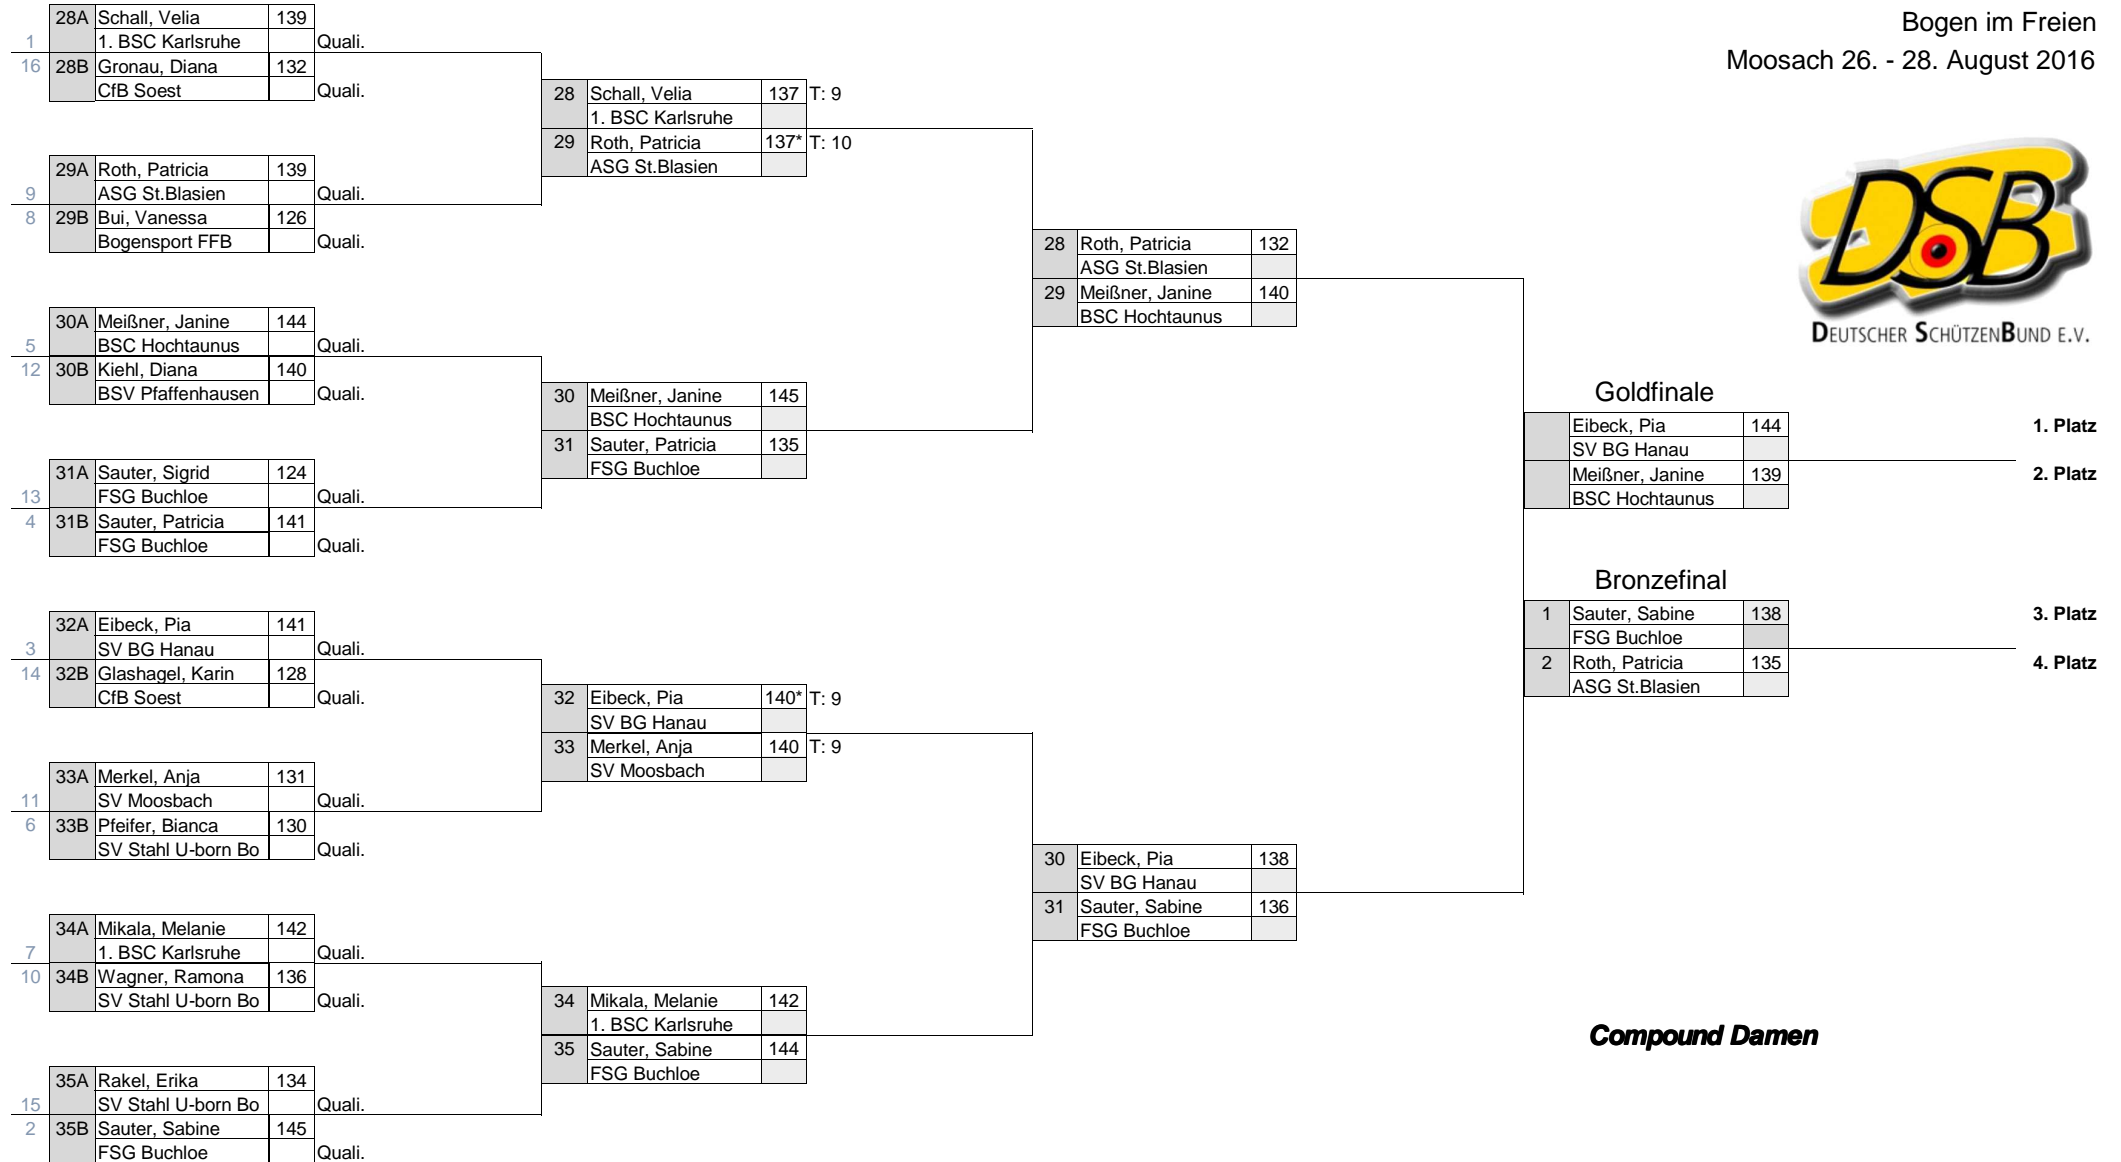 Bogen im Freien
Moosach 26. - 28. August 2016
DSB
DEUTSCHER SCHÜTZENBUND E.V.
28A Schall, Velia 139
1 1. BSC Karlsruhe Quali.
16 28B Gronau, Diana 132
CfB Soest Quali.
29A Roth, Patricia 139
9 ASG St.Blasien Quali.
8 29B Bui, Vanessa 126
Bogensport FFB Quali.
30A Meißner, Janine 144
5 BSC Hochtaunus Quali.
12 30B Kiehl, Diana 140
BSV Pfaffenhausen Quali.
31A Sauter, Sigrid 124
13 FSG Buchloe Quali.
4 31B Sauter, Patricia 141
FSG Buchloe Quali.
32A Eibeck, Pia 141
3 SV BG Hanau Quali.
14 32B Glashagel, Karin 128
CfB Soest Quali.
33A Merkel, Anja 131
11 SV Moosbach Quali.
6 33B Pfeifer, Bianca 130
SV Stahl U-born Bo Quali.
34A Mikala, Melanie 142
7 1. BSC Karlsruhe Quali.
10 34B Wagner, Ramona 136
SV Stahl U-born Bo Quali.
35A Rakel, Erika 134
15 SV Stahl U-born Bo Quali.
2 35B Sauter, Sabine 145
FSG Buchloe Quali.
28 Schall, Velia 137 T: 9
1. BSC Karlsruhe
29 Roth, Patricia 137* T: 10
ASG St.Blasien
30 Meißner, Janine 145
BSC Hochtaunus
31 Sauter, Patricia 135
FSG Buchloe
32 Eibeck, Pia 140* T: 9
SV BG Hanau
33 Merkel, Anja 140 T: 9
SV Moosbach
34 Mikala, Melanie 142
1. BSC Karlsruhe
35 Sauter, Sabine 144
FSG Buchloe
28 Roth, Patricia 132
ASG St.Blasien
29 Meißner, Janine 140
BSC Hochtaunus
30 Eibeck, Pia 138
SV BG Hanau
31 Sauter, Sabine 136
FSG Buchloe
Goldfinale
Eibeck, Pia 144 1. Platz
SV BG Hanau
Meißner, Janine 139 2. Platz
BSC Hochtaunus
Bronzefinal
1 Sauter, Sabine 138 3. Platz
FSG Buchloe
2 Roth, Patricia 135 4. Platz
ASG St.Blasien
Compound Damen